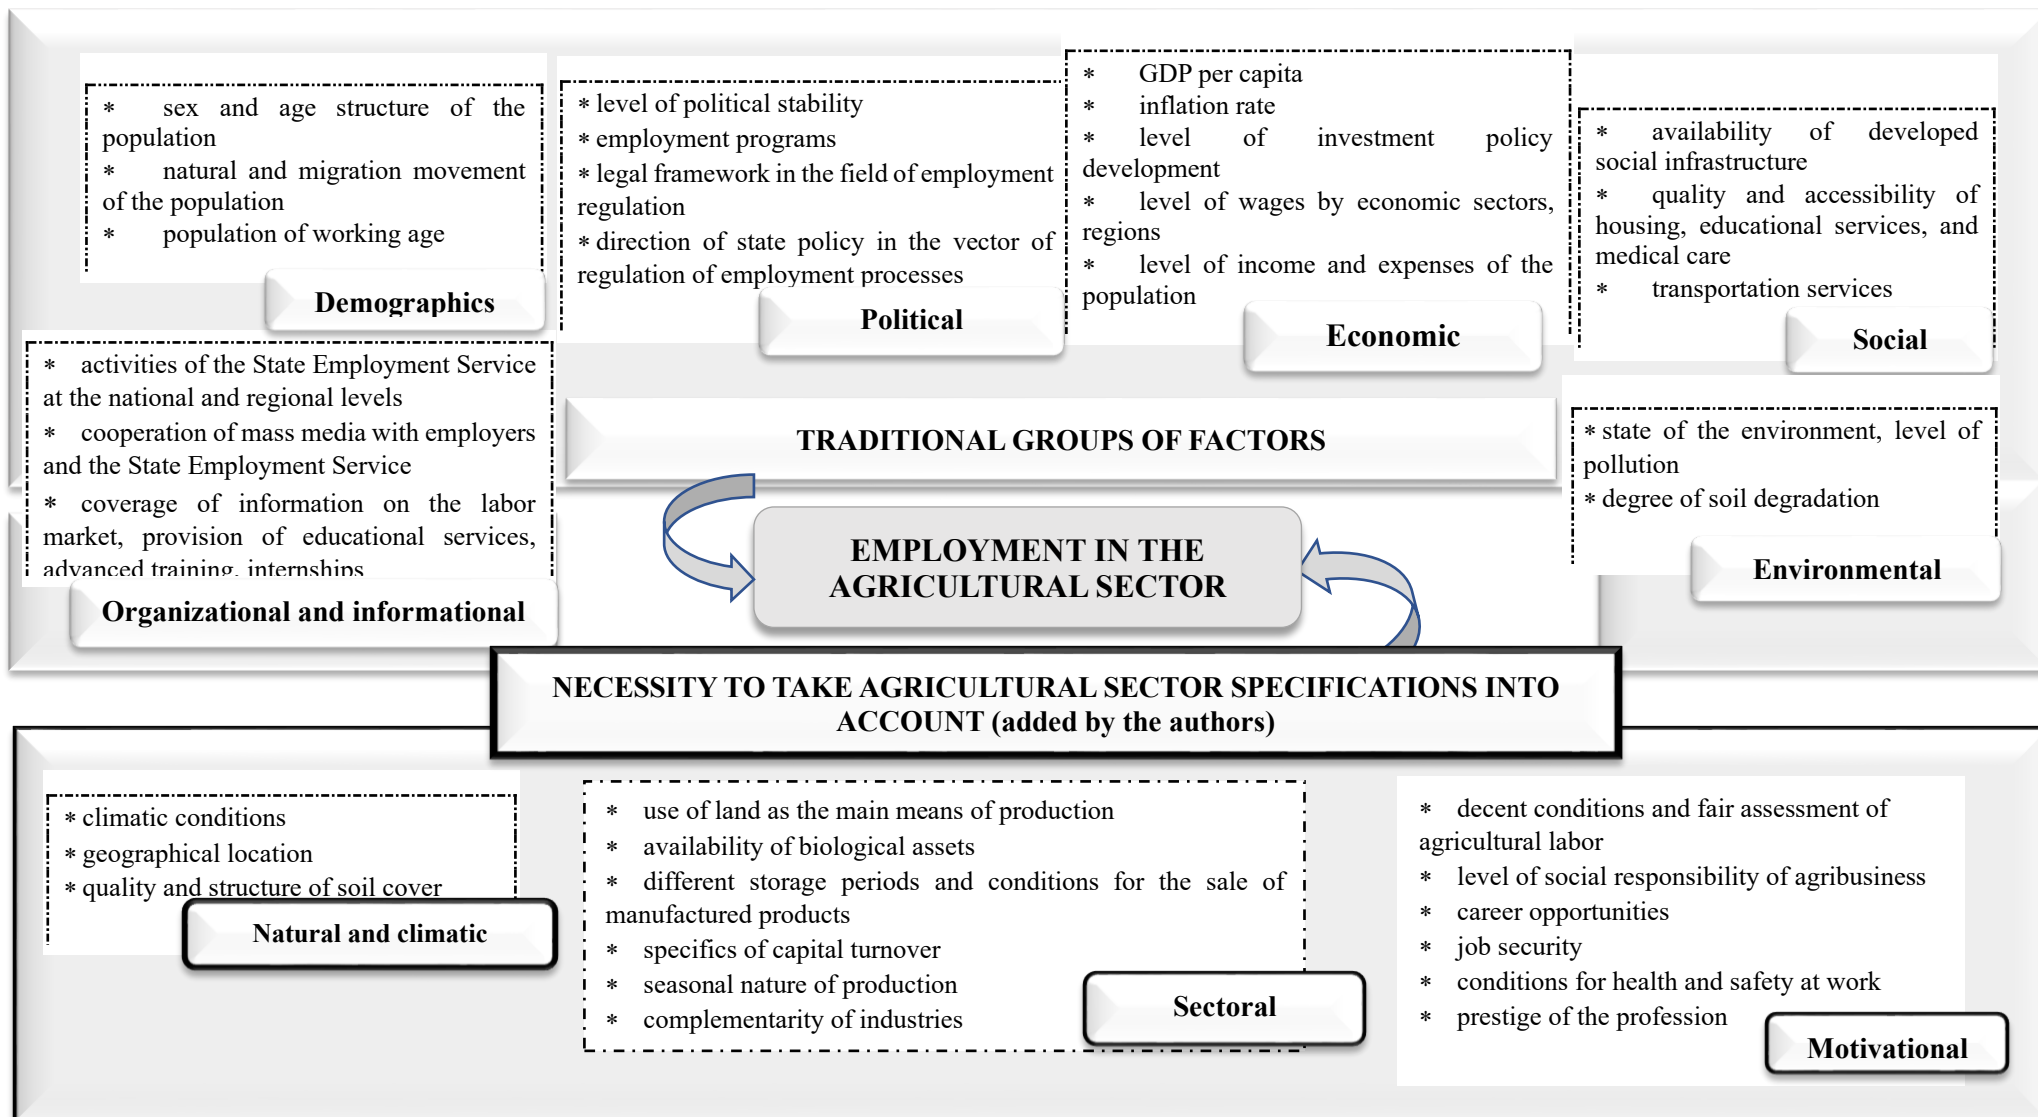 * sex and age structure of the
population
* natural and migration movement
of the population
* population of working age
Demographics
* level of political stability
* employment programs
* legal framework in the field of employment
regulation
* direction of state policy in the vector of
regulation of employment processes
Political
* GDP per capita
* inflation rate
* level of investment policy
development
* level of wages by economic sectors,
regions
* level of income and expenses of the
population
Economic
* availability of developed
social infrastructure
* quality and accessibility of
housing, educational services, and
medical care
* transportation services
Social
* activities of the State Employment Service
at the national and regional levels
* cooperation of mass media with employers
and the State Employment Service
* coverage of information on the labor
market, provision of educational services,
advanced training, internships
Organizational and informational
TRADITIONAL GROUPS OF FACTORS
* state of the environment, level of
pollution
* degree of soil degradation
Environmental
EMPLOYMENT IN THE
AGRICULTURAL SECTOR
NECESSITY TO TAKE AGRICULTURAL SECTOR SPECIFICATIONS INTO
ACCOUNT (added by the authors)
* climatic conditions
* geographical location
* quality and structure of soil cover
Natural and climatic
* use of land as the main means of production
* availability of biological assets
* different storage periods and conditions for the sale of
manufactured products
* specifics of capital turnover
* seasonal nature of production
* complementarity of industries
Sectoral
* decent conditions and fair assessment of
agricultural labor
* level of social responsibility of agribusiness
* career opportunities
* job security
* conditions for health and safety at work
* prestige of the profession
Motivational